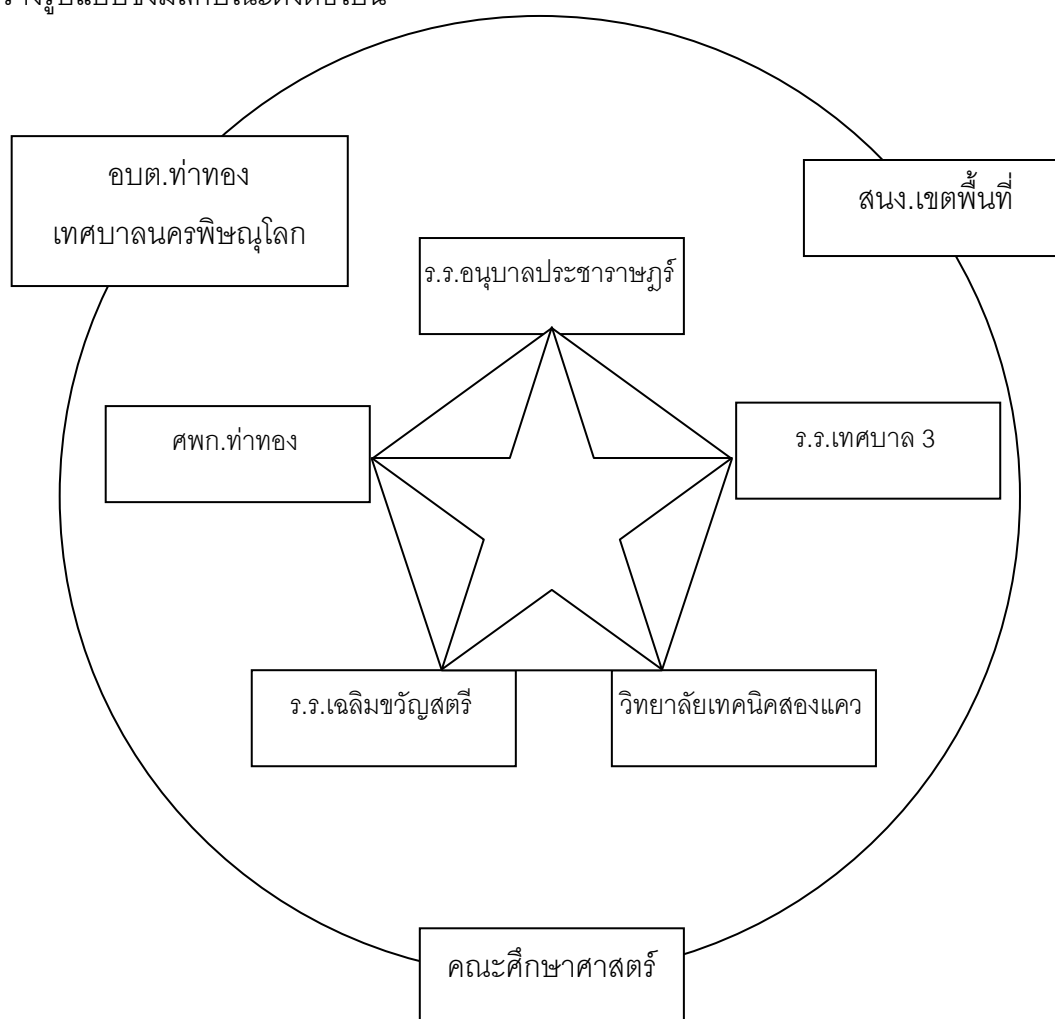 อบต.ท่าทอง
เทศบาลนครพิษณุโลก
สนง.เขตพื้นที่
ร.ร.อนุบาลประชาราษฎร์
ศพก.ท่าทอง
ร.ร.เทศบาล 3
ร.ร.เฉลิมขวัญสตรี
วิทยาลัยเทคนิคสองแคว
คณะศึกษาศาสตร์